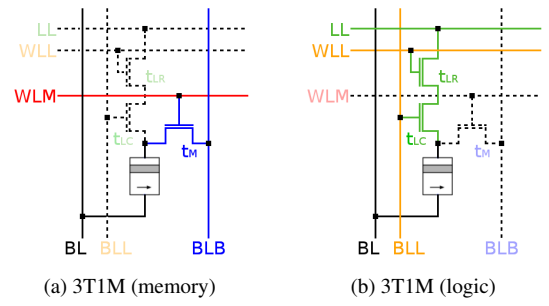 LL
WLL
tLR
WLM
tLC
tM
BL
BLL
BLB
(a) 3T1M (memory)
LL
WLL
tLR
WLM
tLC
tM
BL
BLL
BLB
(b) 3T1M (logic)